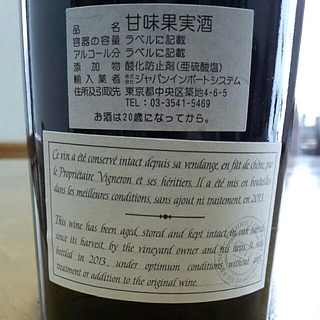 品名 甘味果実酒
容器の容量 ラベルに記載
アルコール分 ラベルに記載
添加物 酸化防止剤(亜硫酸塩)
輸入業者 ㈱ジャパンインポートシステム
住所及引取先 東京都中央区築地4-6-5
TEL: 03-3541-5469
お酒は20歳になってから。
Ce vin a été conservé intact depuis sa vendange, en fût de chêne, par
le Propriétaire Vigneron et ses héritiers. Il a été mis en bouteilles
dans les meilleures conditions, sans ajout ni traitement, en 2013.
This wine has been aged, stored and kept intact in oak barrels
since its harvest, by the vineyard owner and his heirs. It was
bottled in 2013, under optimum conditions without any
treatment or addition to the original wine.